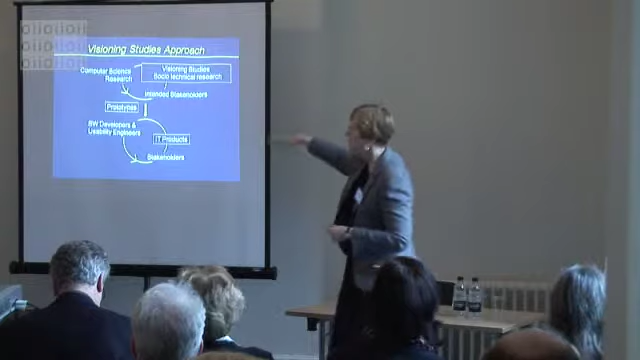 Visioning Studies Approach
Computer Science
Research
Visioning Studies
Socio technical research
Intended Stakeholders
Prototypes
SW Developers &
Usability Engineers
IT Products
Stakeholders